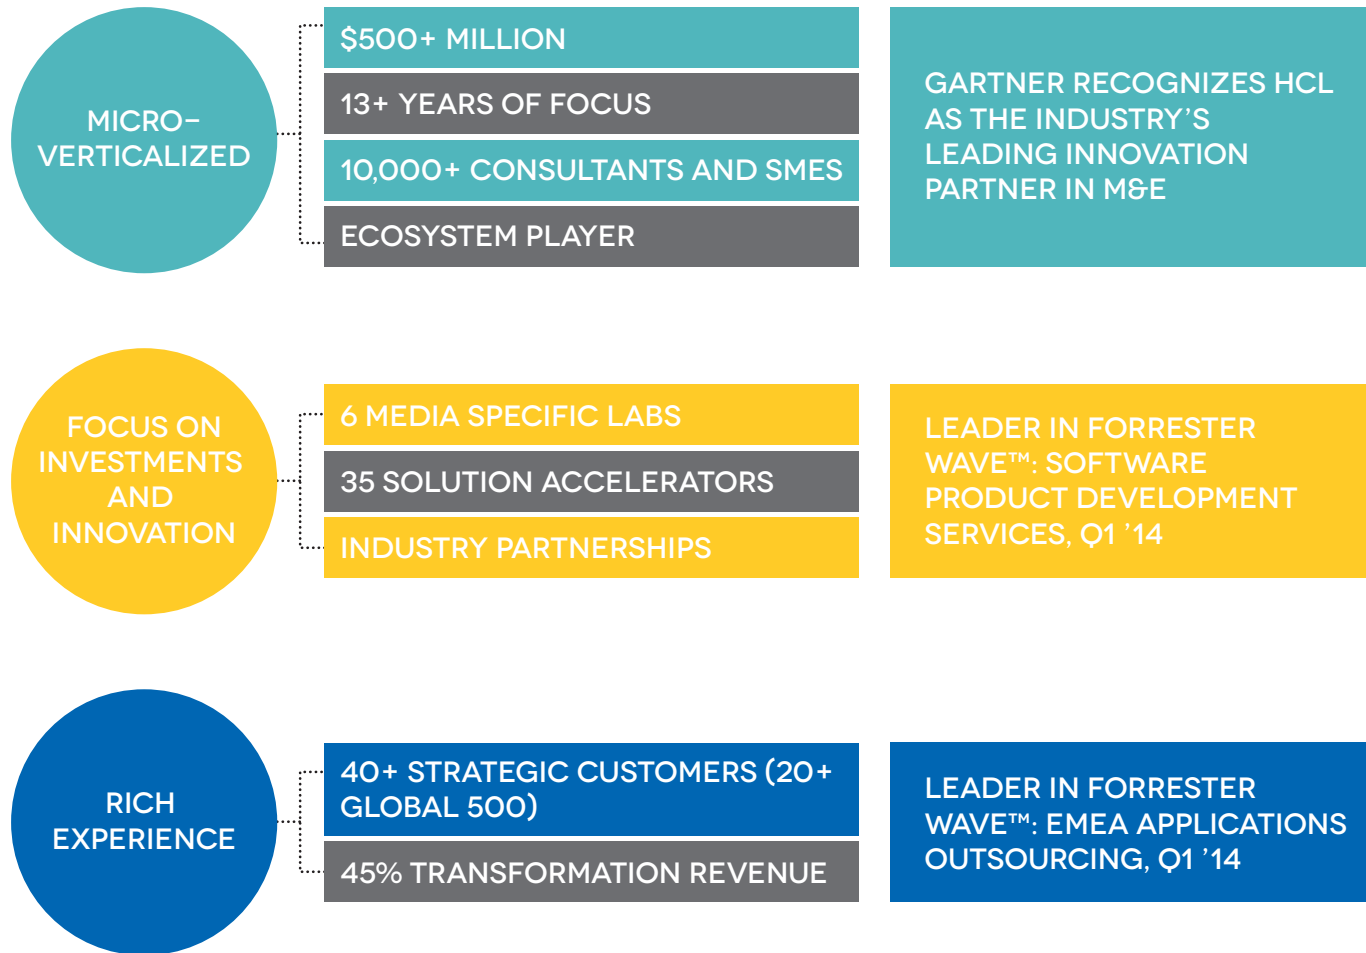 MICRO–
VERTICALIZED
$500+ MILLION
13+ YEARS OF FOCUS
10,000+ CONSULTANTS AND SMES
ECOSYSTEM PLAYER
GARTNER RECOGNIZES HCL
AS THE INDUSTRY’S
LEADING INNOVATION
PARTNER IN M&E
FOCUS ON
INVESTMENTS
AND
INNOVATION
6 MEDIA SPECIFIC LABS
35 SOLUTION ACCELERATORS
INDUSTRY PARTNERSHIPS
LEADER IN FORRESTER
WAVE™: SOFTWARE
PRODUCT DEVELOPMENT
SERVICES, Q1 ’14
RICH
EXPERIENCE
40+ STRATEGIC CUSTOMERS (20+
GLOBAL 500)
45% TRANSFORMATION REVENUE
LEADER IN FORRESTER
WAVE™: EMEA APPLICATIONS
OUTSOURCING, Q1 ’14